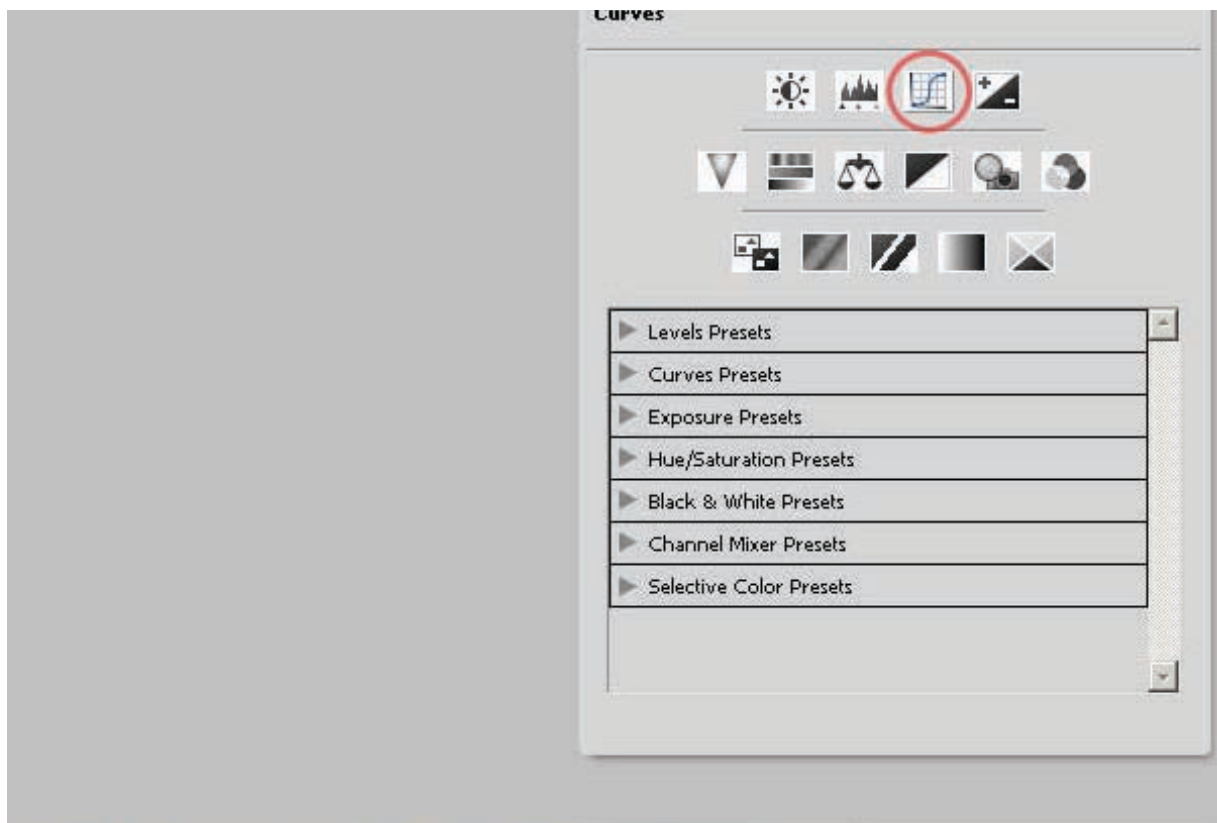 Curves
Levels Presets
Curves Presets
Exposure Presets
Hue/Saturation Presets
Black & White Presets
Channel Mixer Presets
Selective Color Presets